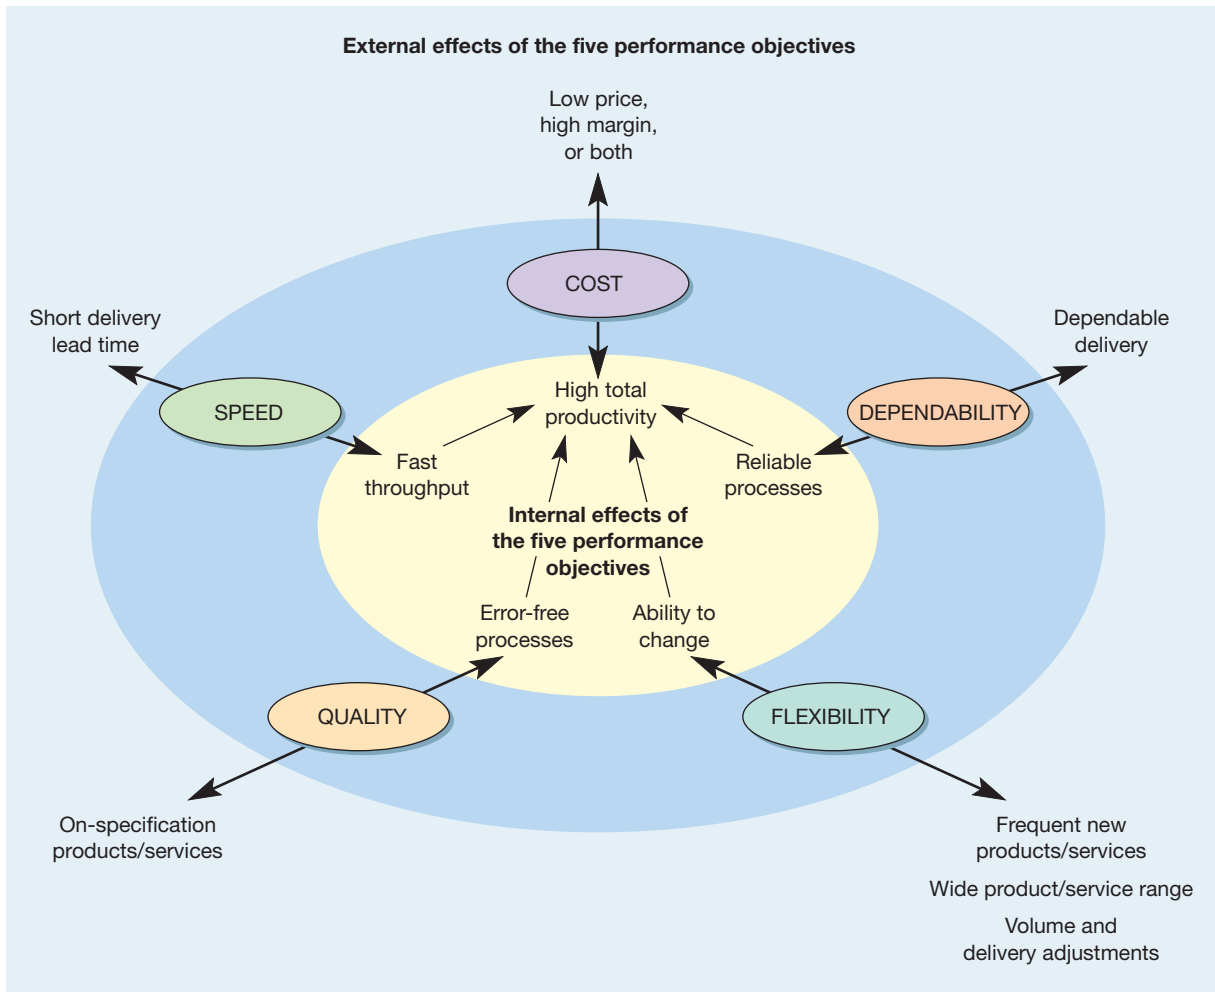 External effects of the five performance objectives
Low price,
high margin,
or both
COST
Short delivery
lead time
Dependable
delivery
SPEED
DEPENDABILITY
High total
productivity
Fast
throughput
Reliable
processes
Internal effects of
the five performance
objectives
Error-free
processes
Ability to
change
QUALITY
FLEXIBILITY
On-specification
products/services
Frequent new
products/services
Wide product/service range
Volume and
delivery adjustments